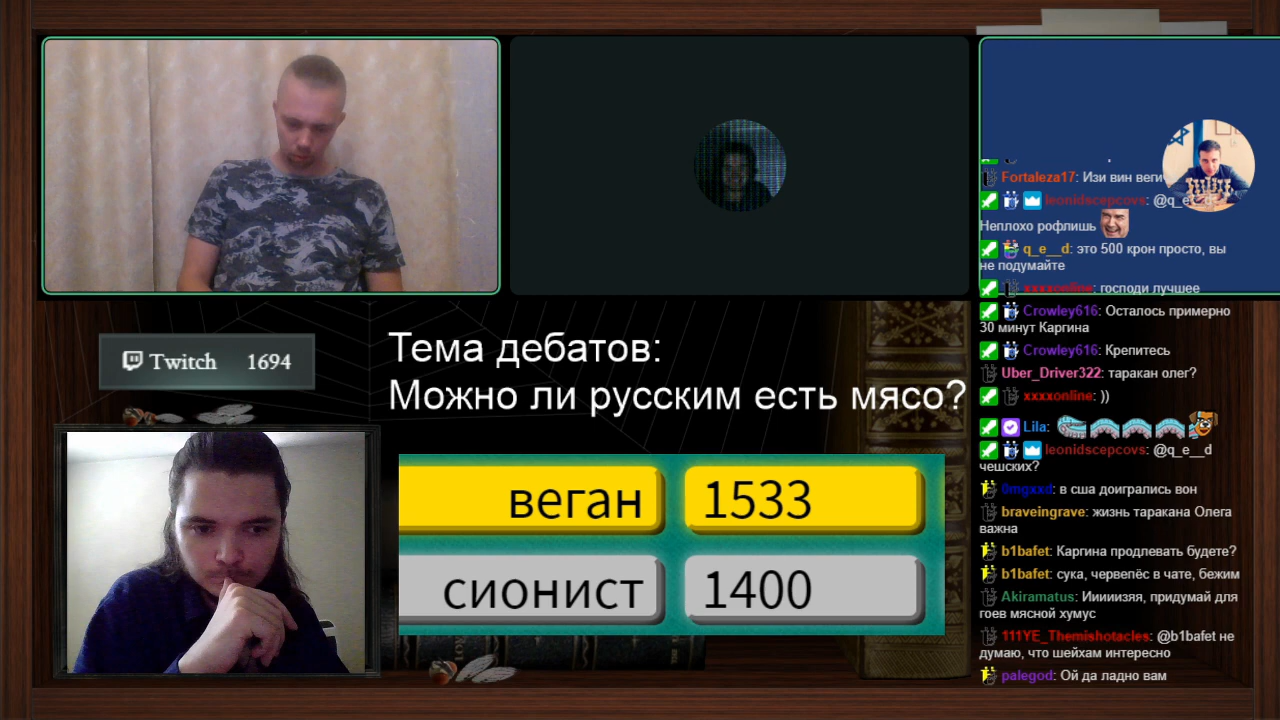 Fortaleza17: Изи вин веги
leonidscepcovs: @q_e__d
Неплохо рофлишь
q_e__d: это 500 крон просто, вы
не подумайте
xxxxonline: господи лучшее
Crowley616: Осталось примерно
30 минут Каргина
Crowley616: Крепитесь
Uber_Driver322: таракан олег?
xxxxonline: ))
Lila:
leonidscepcovs: @q_e__d
чешских?
0mgxxd: в сша доигрались вон
braveingrave: жизнь таракана Олега
важна
b1bafet: Каргина продлевать будете?
b1bafet: сука, червепёс в чате, бежим
Akiramatus: Иииизяя, придумай для
гоев мясной хумус
111YE_Themishotacles: @b1bafet не
думаю, что шейхам интересно
palegod: Ой да ладно вам
Twitch 1694
Тема дебатов:
Можно ли русским есть мясо?
веган 1533
сионист 1400